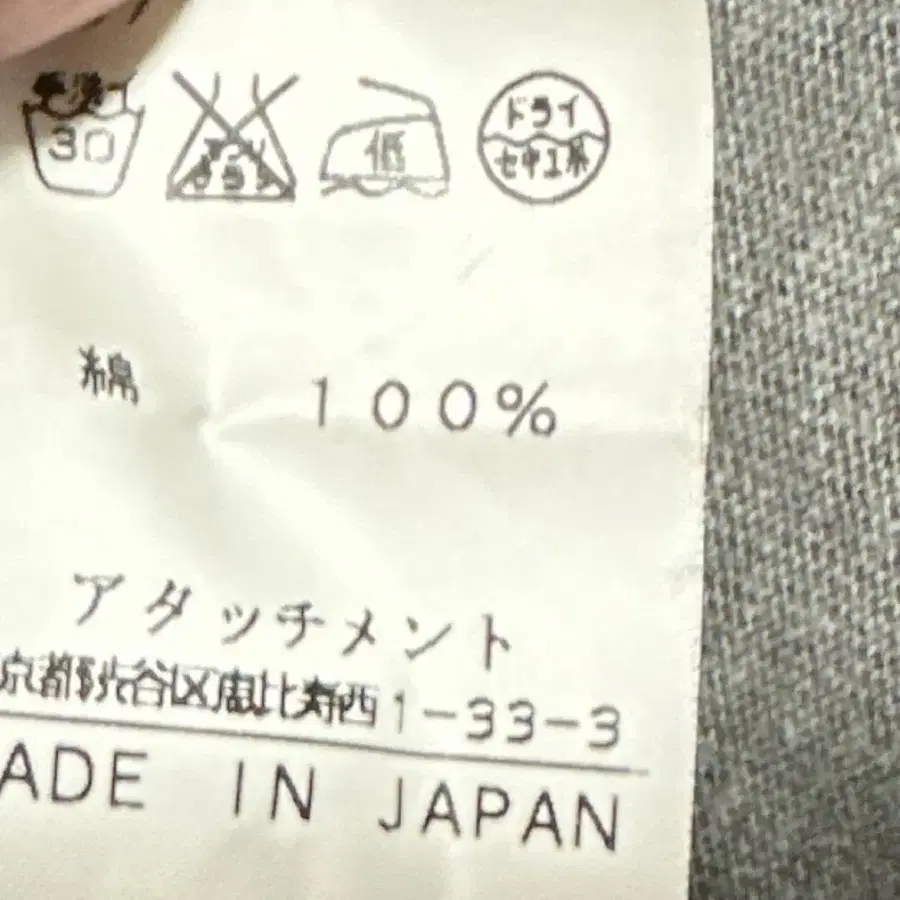 30 低 ドライ セキユ系
綿 100%
アタッチメント
京都渋谷区恵比寿西1-33-3
ADE IN JAPAN